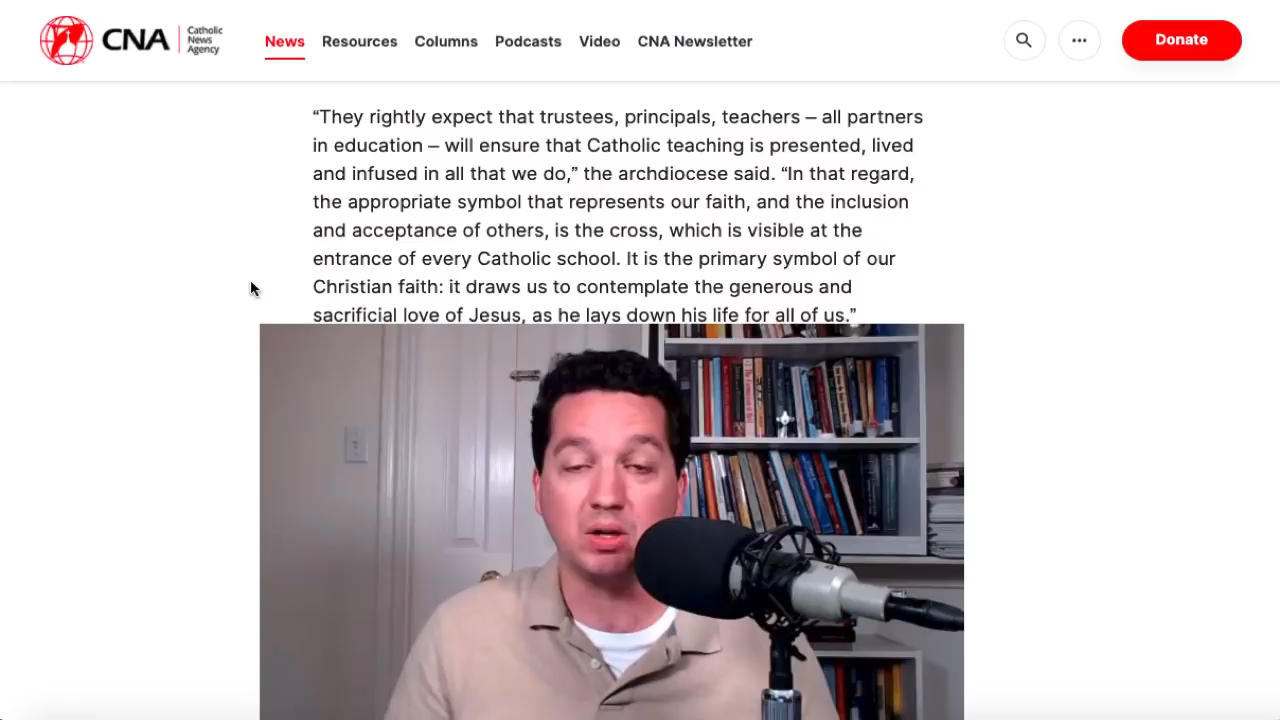 CNA
Catholic
News
Agency
News
Resources
Columns
Podcasts
Video
CNA Newsletter
Donate
“They rightly expect that trustees, principals, teachers – all partners
in education – will ensure that Catholic teaching is presented, lived
and infused in all that we do,” the archdiocese said. “In that regard,
the appropriate symbol that represents our faith, and the inclusion
and acceptance of others, is the cross, which is visible at the
entrance of every Catholic school. It is the primary symbol of our
Christian faith: it draws us to contemplate the generous and
sacrificial love of Jesus, as he lays down his life for all of us.”